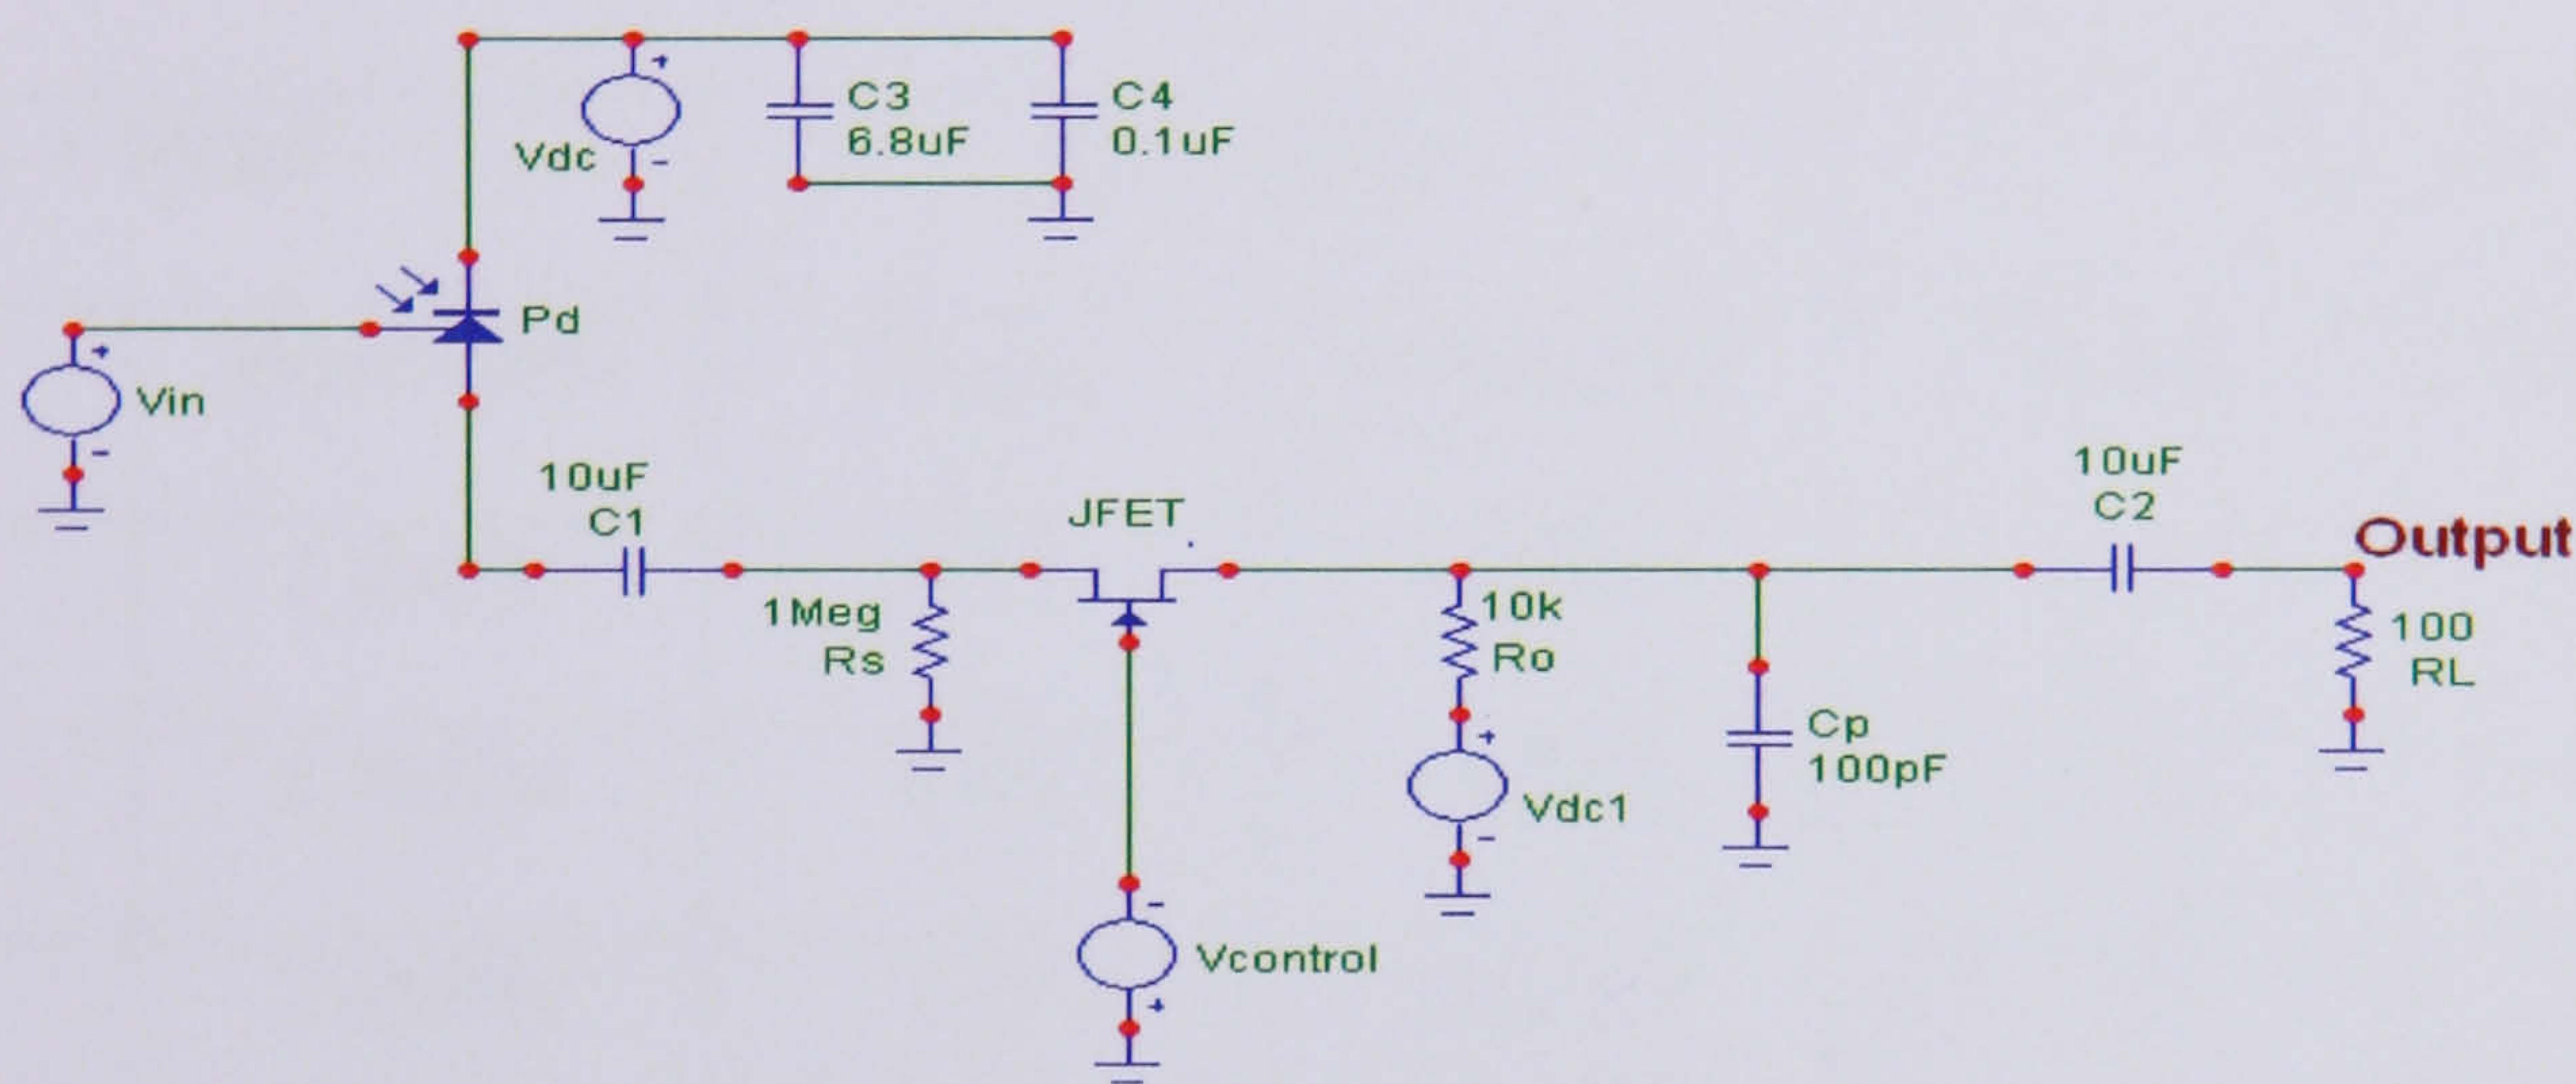 +
C3
6.8uF
C4
0.1uF
Vdc
-
Pd
+
Vin
-
10uF
C1
JFET
10uF
C2
Output
1Meg
Rs
10k
Ro
100
RL
+
Cp
100pF
Vdc1
-
-
Vcontrol
+